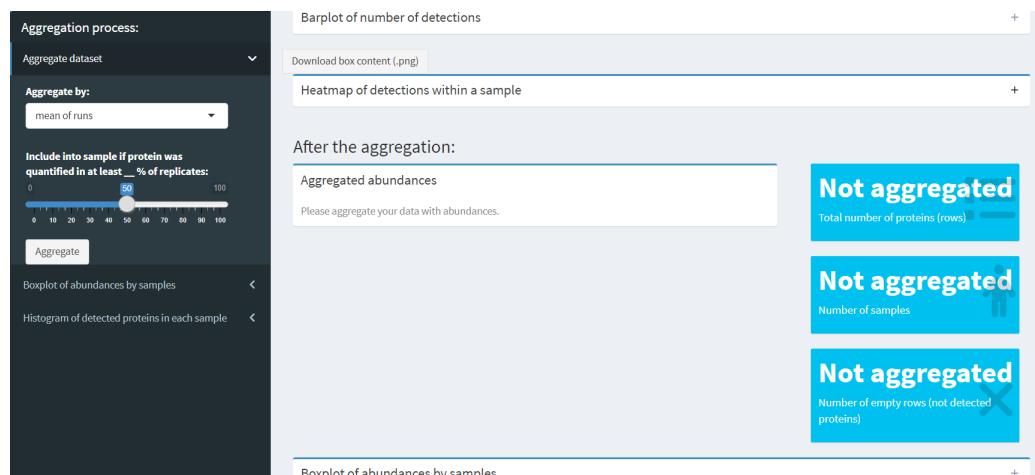 Aggregation process:
Aggregate dataset
Aggregate by:
mean of runs
Include into sample if protein was
quantified in at least __ % of replicates:
0 50 100
0 10 20 30 40 50 60 70 80 90 100
Aggregate
Boxplot of abundances by samples
Histogram of detected proteins in each sample
Barplot of number of detections
Download box content (.png)
Heatmap of detections within a sample
After the aggregation:
Aggregated abundances
Please aggregate your data with abundances.
Not aggregated
Total number of proteins (rows)
Not aggregated
Number of samples
Not aggregated
Number of empty rows (not detected
proteins)
Boxplot of abundances by samples